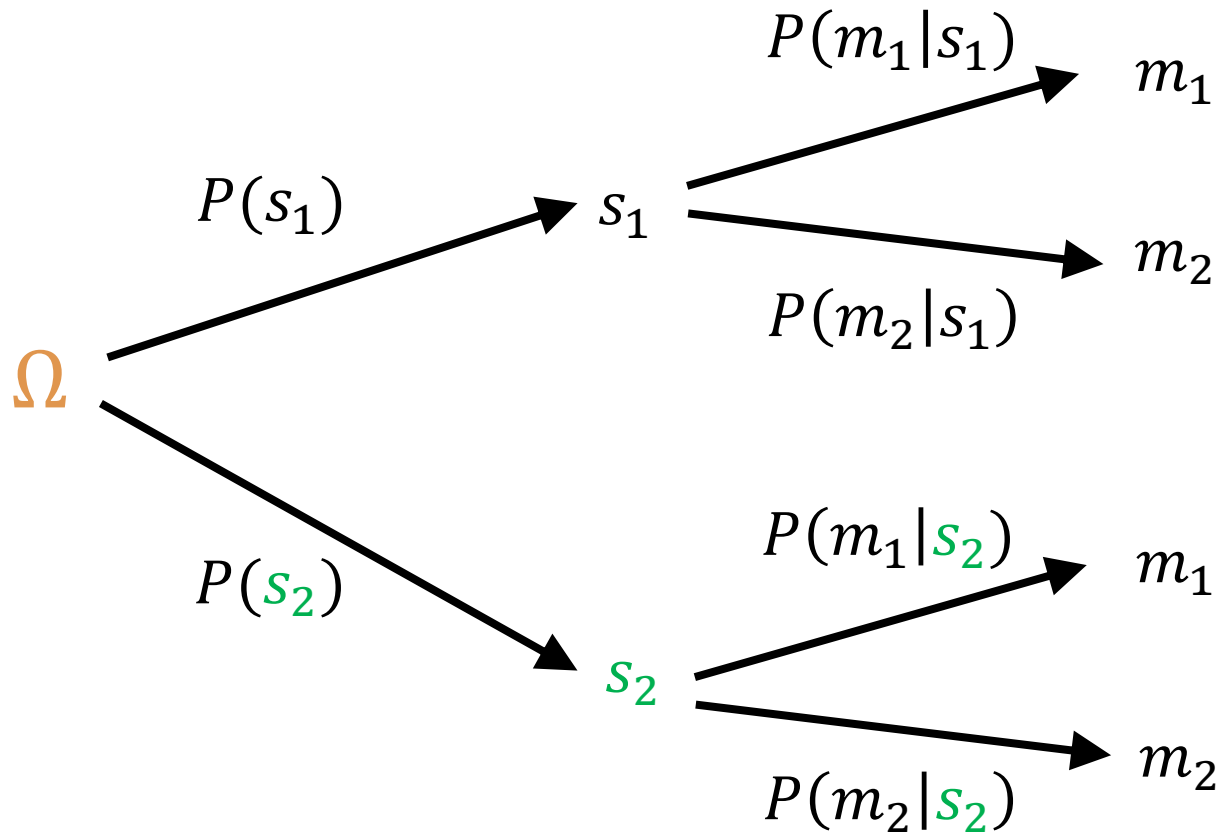 P(m₁|s₁)
m₁
P(s₁)
s₁
m₂
P(m₂|s₁)
Ω
P(m₁|s₂)
m₁
P(s₂)
s₂
m₂
P(m₂|s₂)